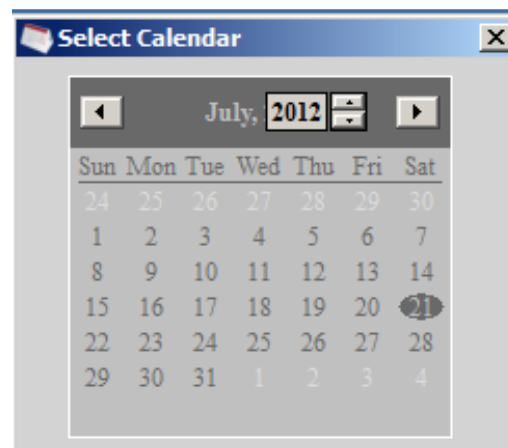 Select Calendar
July, 2012
Sun Mon Tue Wed Thu Fri Sat
24 25 26 27 28 29 30
1 2 3 4 5 6 7
8 9 10 11 12 13 14
15 16 17 18 19 20 21
22 23 24 25 26 27 28
29 30 31 1 2 3 4